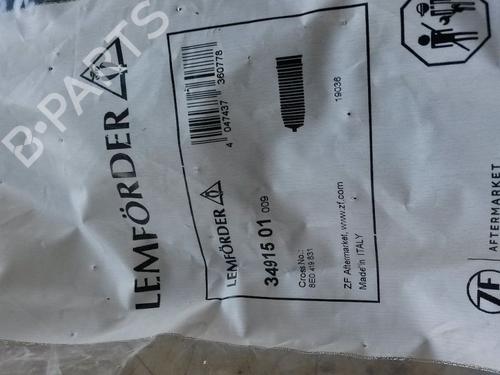 B-PARTS
LEMFÖRDER
4 047437 360778
19036
LEMFÖRDER
34915 01 009
Cross No.:
8E0 419 831
ZF Aftermarket, www.zf.com
Made in ITALY
ZF
AFTERMARKET